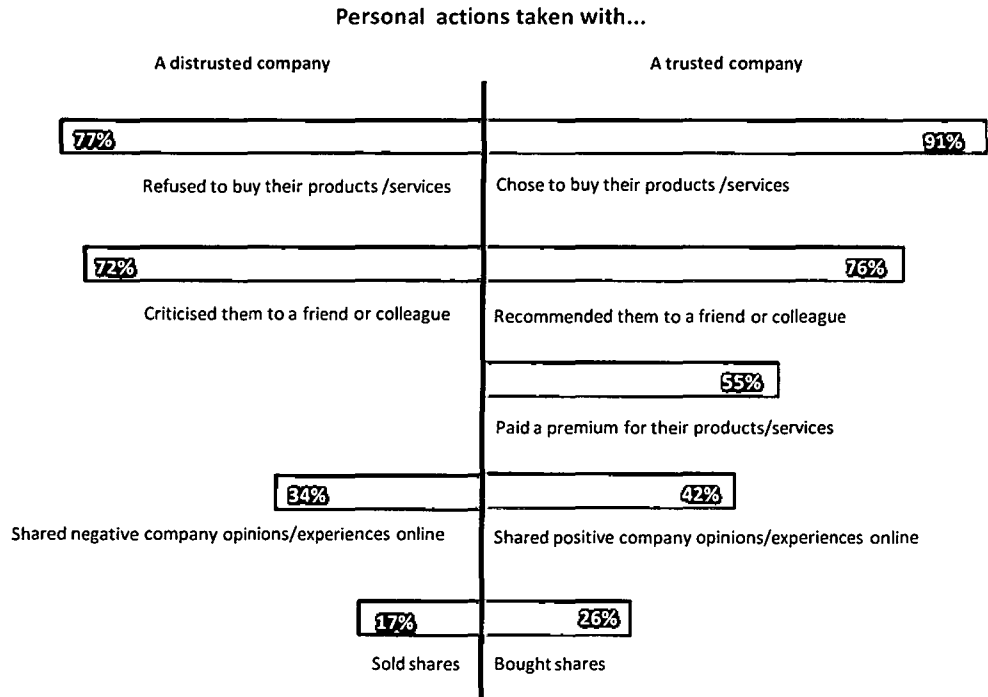 Personal actions taken with...
A distrusted company
A trusted company
77%
91%
Refused to buy their products /services
Chose to buy their products /services
72%
76%
Criticised them to a friend or colleague
Recommended them to a friend or colleague
55%
Paid a premium for their products/services
34%
42%
Shared negative company opinions/experiences online
Shared positive company opinions/experiences online
17%
26%
Sold shares
Bought shares